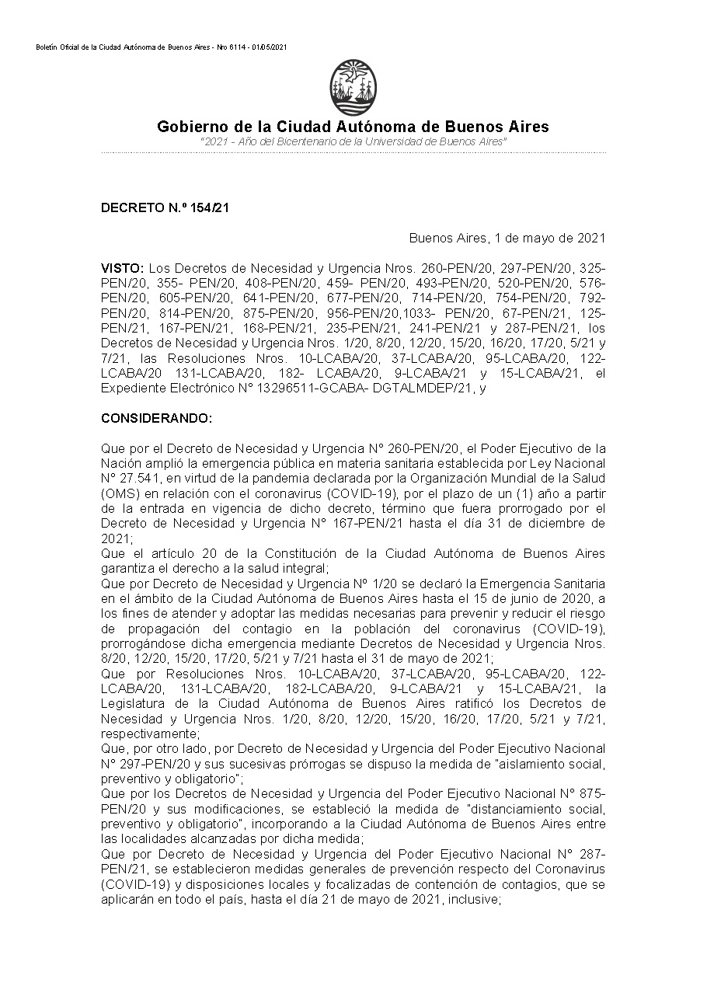 Boletín Oficial de la Ciudad Autónoma de Buenos Aires - Nro 6114 - 01/05/2021
Gobierno de la Ciudad Autónoma de Buenos Aires
"2021 - Año del Bicentenario de la Universidad de Buenos Aires"
DECRETO N.º 154/21
Buenos Aires, 1 de mayo de 2021
VISTO: Los Decretos de Necesidad y Urgencia Nros. 260-PEN/20, 297-PEN/20, 325-
PEN/20, 355- PEN/20, 408-PEN/20, 459- PEN/20, 493-PEN/20, 520-PEN/20, 576-
PEN/20, 605-PEN/20, 641-PEN/20, 677-PEN/20, 714-PEN/20, 754-PEN/20, 792-
PEN/20, 814-PEN/20, 875-PEN/20, 956-PEN/20,1033- PEN/20, 67-PEN/21, 125-
PEN/21, 167-PEN/21, 168-PEN/21, 235-PEN/21, 241-PEN/21 y 287-PEN/21, los
Decretos de Necesidad y Urgencia Nros. 1/20, 8/20, 12/20, 15/20, 16/20, 17/20, 5/21 y
7/21, las Resoluciones Nros. 10-LCABA/20, 37-LCABA/20, 95-LCABA/20, 122-
LCABA/20 131-LCABA/20, 182- LCABA/20, 9-LCABA/21 y 15-LCABA/21, el
Expediente Electrónico N° 13296511-GCABA- DGTALMDEP/21, y
CONSIDERANDO:
Que por el Decreto de Necesidad y Urgencia N° 260-PEN/20, el Poder Ejecutivo de la
Nación amplió la emergencia pública en materia sanitaria establecida por Ley Nacional
N° 27.541, en virtud de la pandemia declarada por la Organización Mundial de la Salud
(OMS) en relación con el coronavirus (COVID-19), por el plazo de un (1) año a partir
de la entrada en vigencia de dicho decreto, término que fuera prorrogado por el
Decreto de Necesidad y Urgencia N° 167-PEN/21 hasta el día 31 de diciembre de
2021;
Que el artículo 20 de la Constitución de la Ciudad Autónoma de Buenos Aires
garantiza el derecho a la salud integral;
Que por Decreto de Necesidad y Urgencia Nº 1/20 se declaró la Emergencia Sanitaria
en el ámbito de la Ciudad Autónoma de Buenos Aires hasta el 15 de junio de 2020, a
los fines de atender y adoptar las medidas necesarias para prevenir y reducir el riesgo
de propagación del contagio en la población del coronavirus (COVID-19),
prorrogándose dicha emergencia mediante Decretos de Necesidad y Urgencia Nros.
8/20, 12/20, 15/20, 17/20, 5/21 y 7/21 hasta el 31 de mayo de 2021;
Que por Resoluciones Nros. 10-LCABA/20, 37-LCABA/20, 95-LCABA/20, 122-
LCABA/20, 131-LCABA/20, 182-LCABA/20, 9-LCABA/21 y 15-LCABA/21, la
Legislatura de la Ciudad Autónoma de Buenos Aires ratificó los Decretos de
Necesidad y Urgencia Nros. 1/20, 8/20, 12/20, 15/20, 16/20, 17/20, 5/21 y 7/21,
respectivamente;
Que, por otro lado, por Decreto de Necesidad y Urgencia del Poder Ejecutivo Nacional
N° 297-PEN/20 y sus sucesivas prórrogas se dispuso la medida de "aislamiento social,
preventivo y obligatorio";
Que por los Decretos de Necesidad y Urgencia del Poder Ejecutivo Nacional N° 875-
PEN/20 y sus modificaciones, se estableció la medida de "distanciamiento social,
preventivo y obligatorio", incorporando a la Ciudad Autónoma de Buenos Aires entre
las localidades alcanzadas por dicha medida;
Que por Decreto de Necesidad y Urgencia del Poder Ejecutivo Nacional N° 287-
PEN/21, se establecieron medidas generales de prevención respecto del Coronavirus
(COVID-19) y disposiciones locales y focalizadas de contención de contagios, que se
aplicarán en todo el país, hasta el día 21 de mayo de 2021, inclusive;